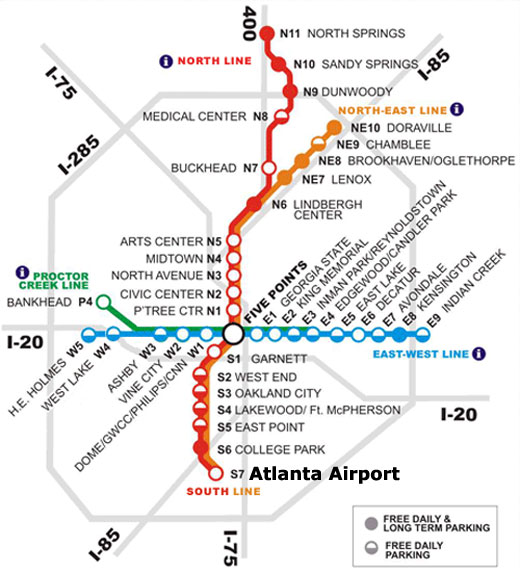 400
N11 NORTH SPRINGS
i NORTH LINE
N10 SANDY SPRINGS
I-85
I-75
N9 DUNWOODY
NORTH-EAST LINE i
MEDICAL CENTER N8
NE10 DORAVILLE
I-285
NE9 CHAMBLEE
NE8 BROOKHAVEN/OGLETHORPE
BUCKHEAD N7
NE7 LENOX
N6 LINDBERGH
CENTER
ARTS CENTER N5
MIDTOWN N4
NORTH AVENUE N3
CIVIC CENTER N2
P'TREE CTR N1
i PROCTOR
CREEK LINE
BANKHEAD P4
FIVE POINTS
E1 GEORGIA STATE
E2 KING MEMORIAL
E3 INMAN PARK/REYNOLDSTOWN
E4 EDGEWOOD/CANDLER PARK
E5 EAST LAKE
E6 DECATUR
E7 AVONDALE
E8 KENSINGTON
E9 INDIAN CREEK
I-20
H.E. HOLMES W5
WEST LAKE W4
ASHBY W3
VINE CITY W2
DOME/GWCC/PHILIPS/CNN W1
EAST-WEST LINE i
S1 GARNETT
S2 WEST END
S3 OAKLAND CITY
S4 LAKEWOOD/ Ft. McPHERSON
I-20
S5 EAST POINT
S6 COLLEGE PARK
S7 Atlanta Airport
SOUTH LINE
I-85
I-75
FREE DAILY &
LONG TERM PARKING
FREE DAILY
PARKING